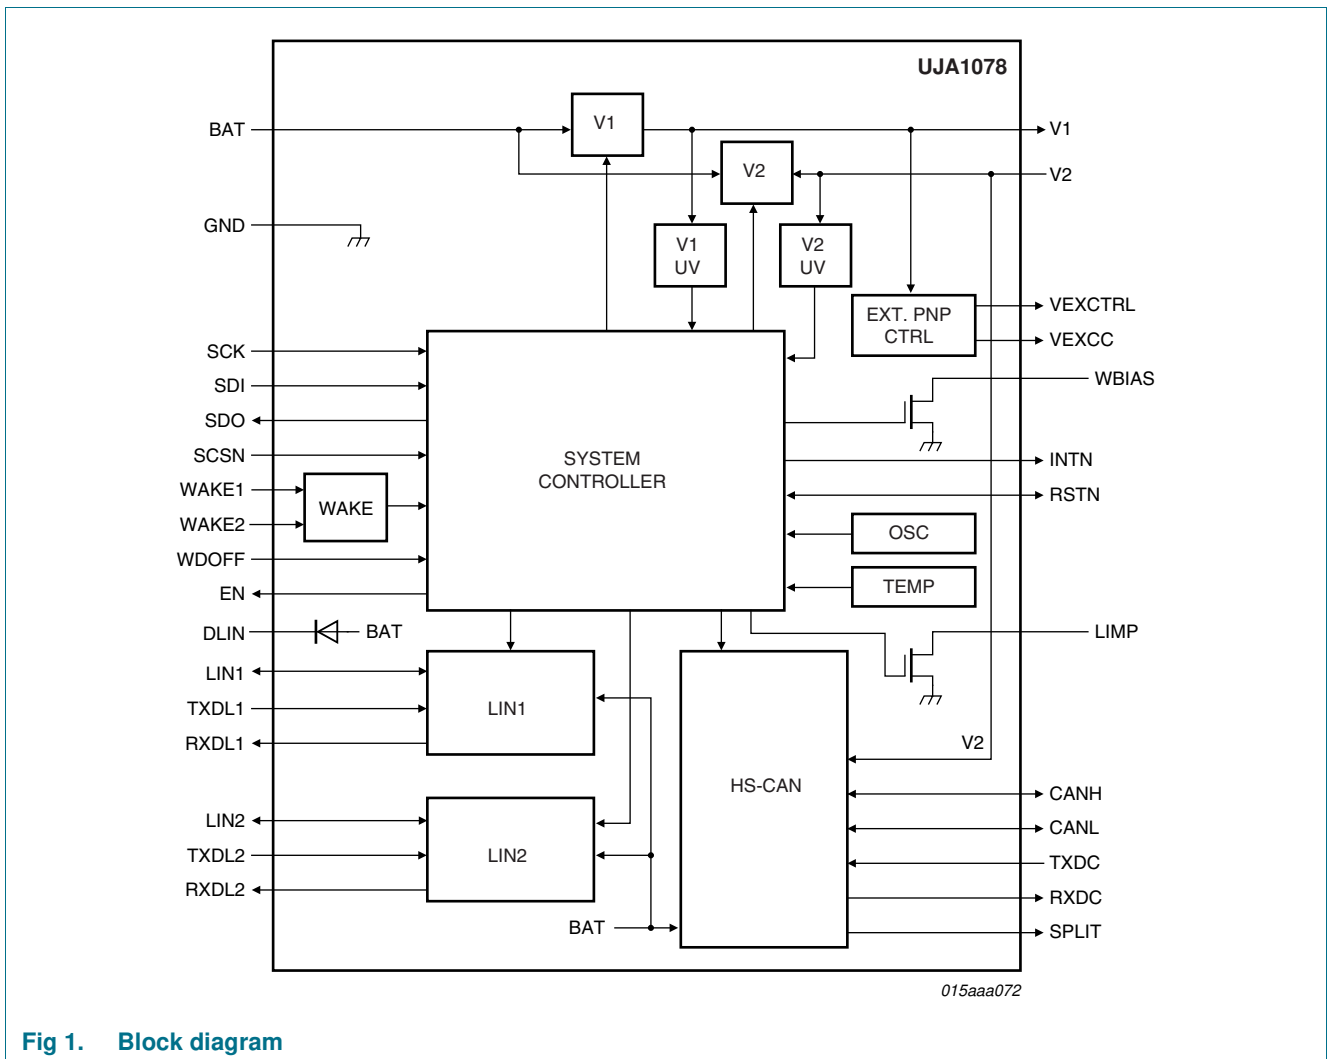 UJA1078
BAT
V1
V1
V2
V2
GND
V1
UV
V2
UV
EXT. PNP
CTRL
VEXCTRL
VEXCC
SCK
SDI
SDO
SCSN
WAKE1
WAKE2
WAKE
WDOFF
EN
SYSTEM
CONTROLLER
WBIAS
INTN
RSTN
OSC
TEMP
DLIN
BAT
LIMP
LIN1
TXDL1
RXDL1
LIN1
V2
HS-CAN
LIN2
TXDL2
RXDL2
LIN2
BAT
CANH
CANL
TXDC
RXDC
SPLIT
015aaa072
Fig 1. Block diagram